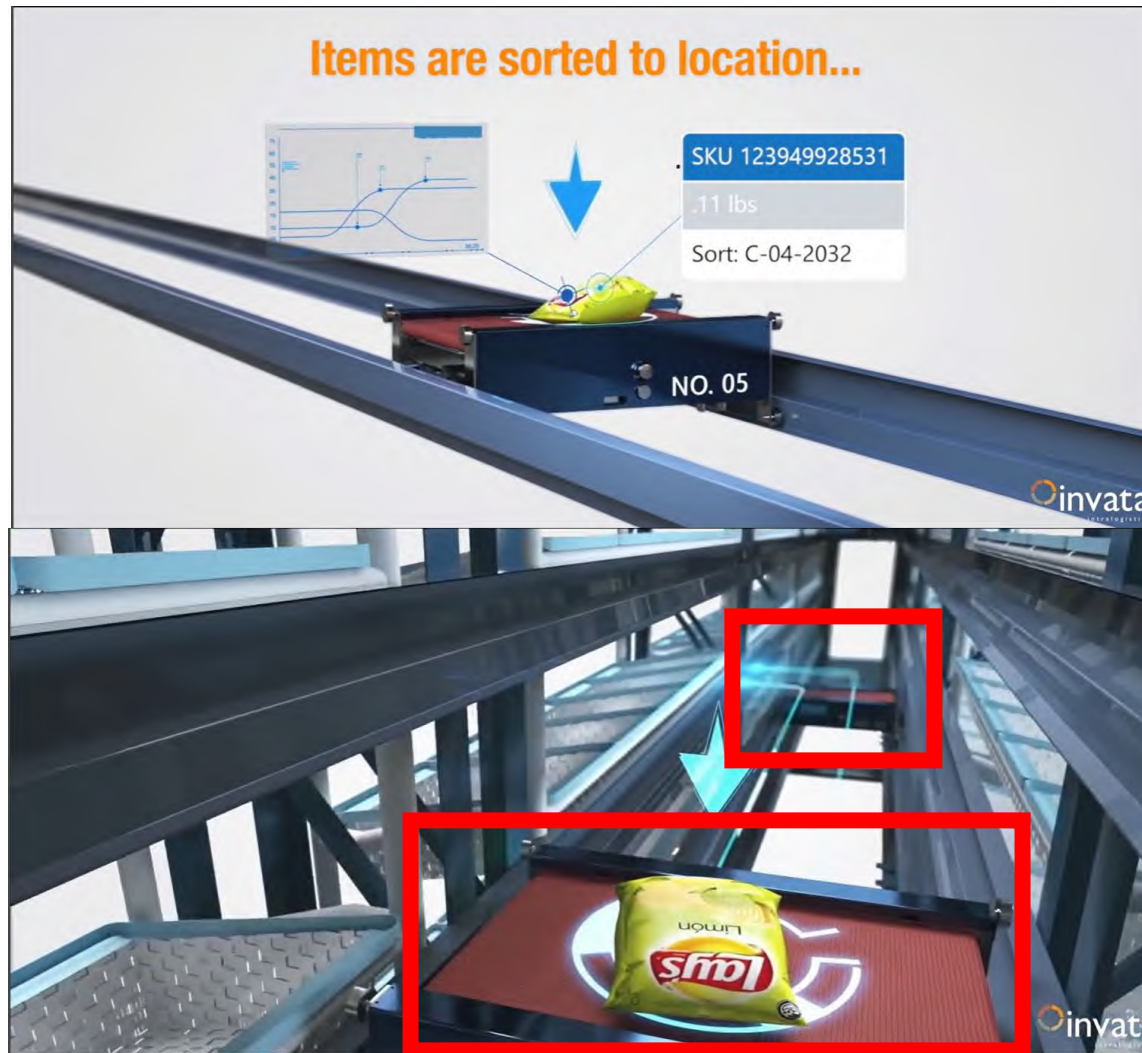 Items are sorted to location...
SKU 123949928531
.11 lbs
Sort: C-04-2032
NO. 05
invata
Limón
Lay's
invat